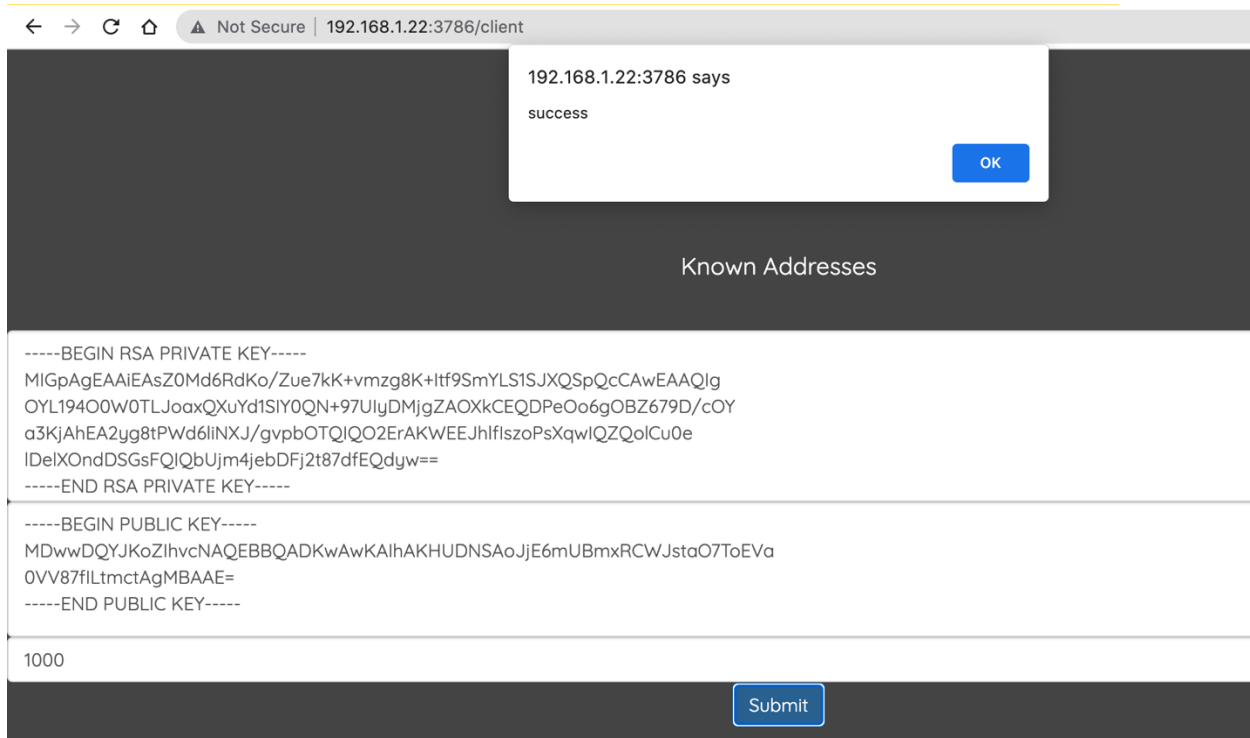 Not Secure | 192.168.1.22:3786/client
192.168.1.22:3786 says
success
OK
Known Addresses
-----BEGIN RSA PRIVATE KEY-----
MIGpAgEAAiEAsZ0Md6RdKo/Zue7kK+vmzg8K+Itf9SmYLS1SJXQSpQcCAwEAAQIg
OYL194O0W0TLJoaxQXuYd1SIY0QN+97UIyDMjgZAOXkCEQDPeOo6gOBZ679D/cOY
a3KjAhEA2yg8tPWd6liNXJ/gvpbOTQIQO2ErAKWEEJhlfIszoPsXqwIQZQolCu0e
lDelXOndDSGsFQIQbUjm4jebDFj2t87dfEQdyw==
-----END RSA PRIVATE KEY-----
-----BEGIN PUBLIC KEY-----
MDwwDQYJKoZIhvcNAQEBBQADKwAwKAIhAKHUDNSAoJjE6mUBmxRCWJstaO7ToEVa
0VV87fILtmctAgMBAAE=
-----END PUBLIC KEY-----
1000
Submit